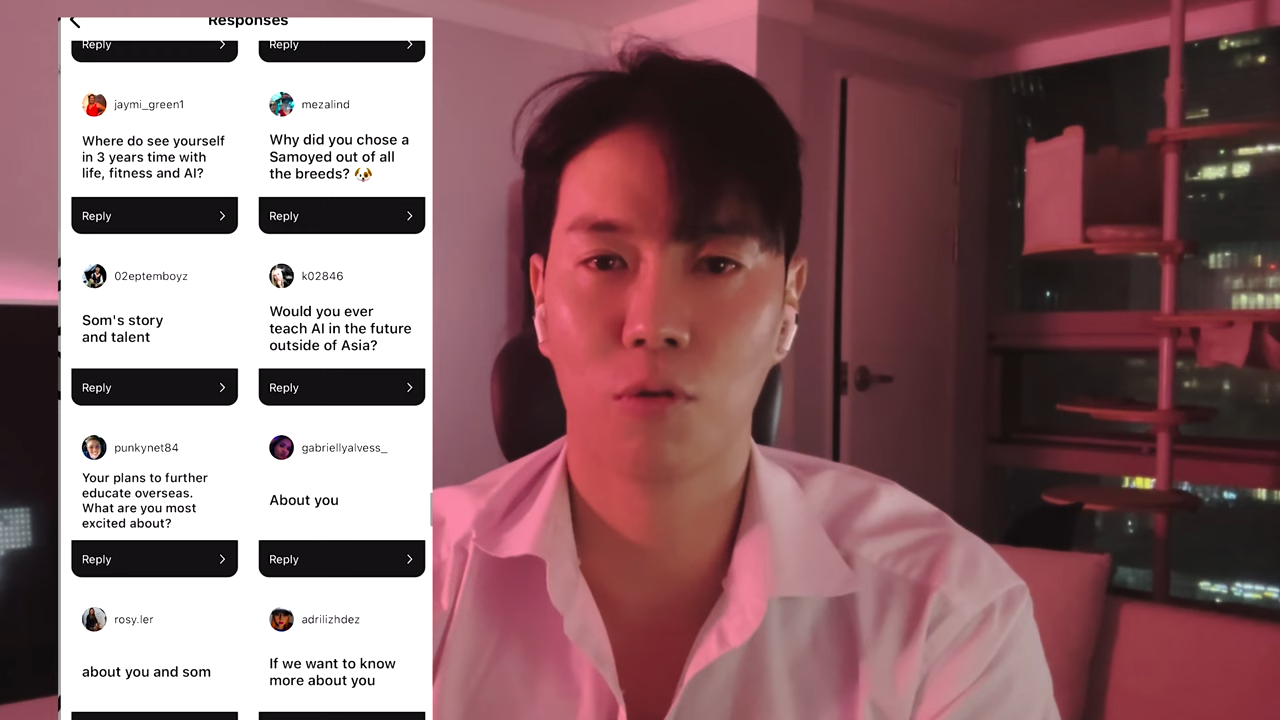 Responses
Reply
Reply
jaymi_green1
Where do see yourself
in 3 years time with
life, fitness and AI?
Reply
mezalind
Why did you chose a
Samoyed out of all
the breeds? 🐶
Reply
02eptemboyz
Som's story
and talent
Reply
k02846
Would you ever
teach AI in the future
outside of Asia?
Reply
punkynet84
Your plans to further
educate overseas.
What are you most
excited about?
Reply
gabriellyalvess_
About you
Reply
rosy.ler
about you and som
adrilizhdez
If we want to know
more about you